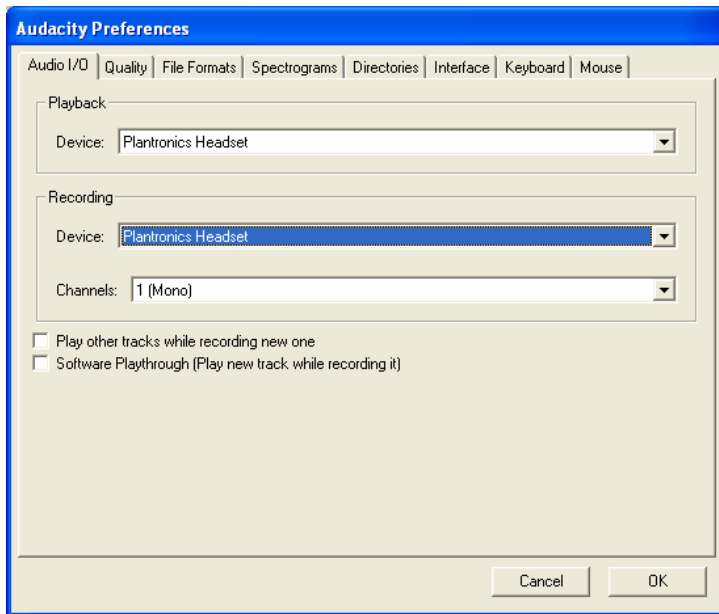 Audacity Preferences
Audio I/O Quality File Formats Spectrograms Directories Interface Keyboard Mouse
Playback
Device: Plantronics Headset
Recording
Device: Plantronics Headset
Channels: 1 (Mono)
Play other tracks while recording new one
Software Playthrough (Play new track while recording it)
Cancel OK